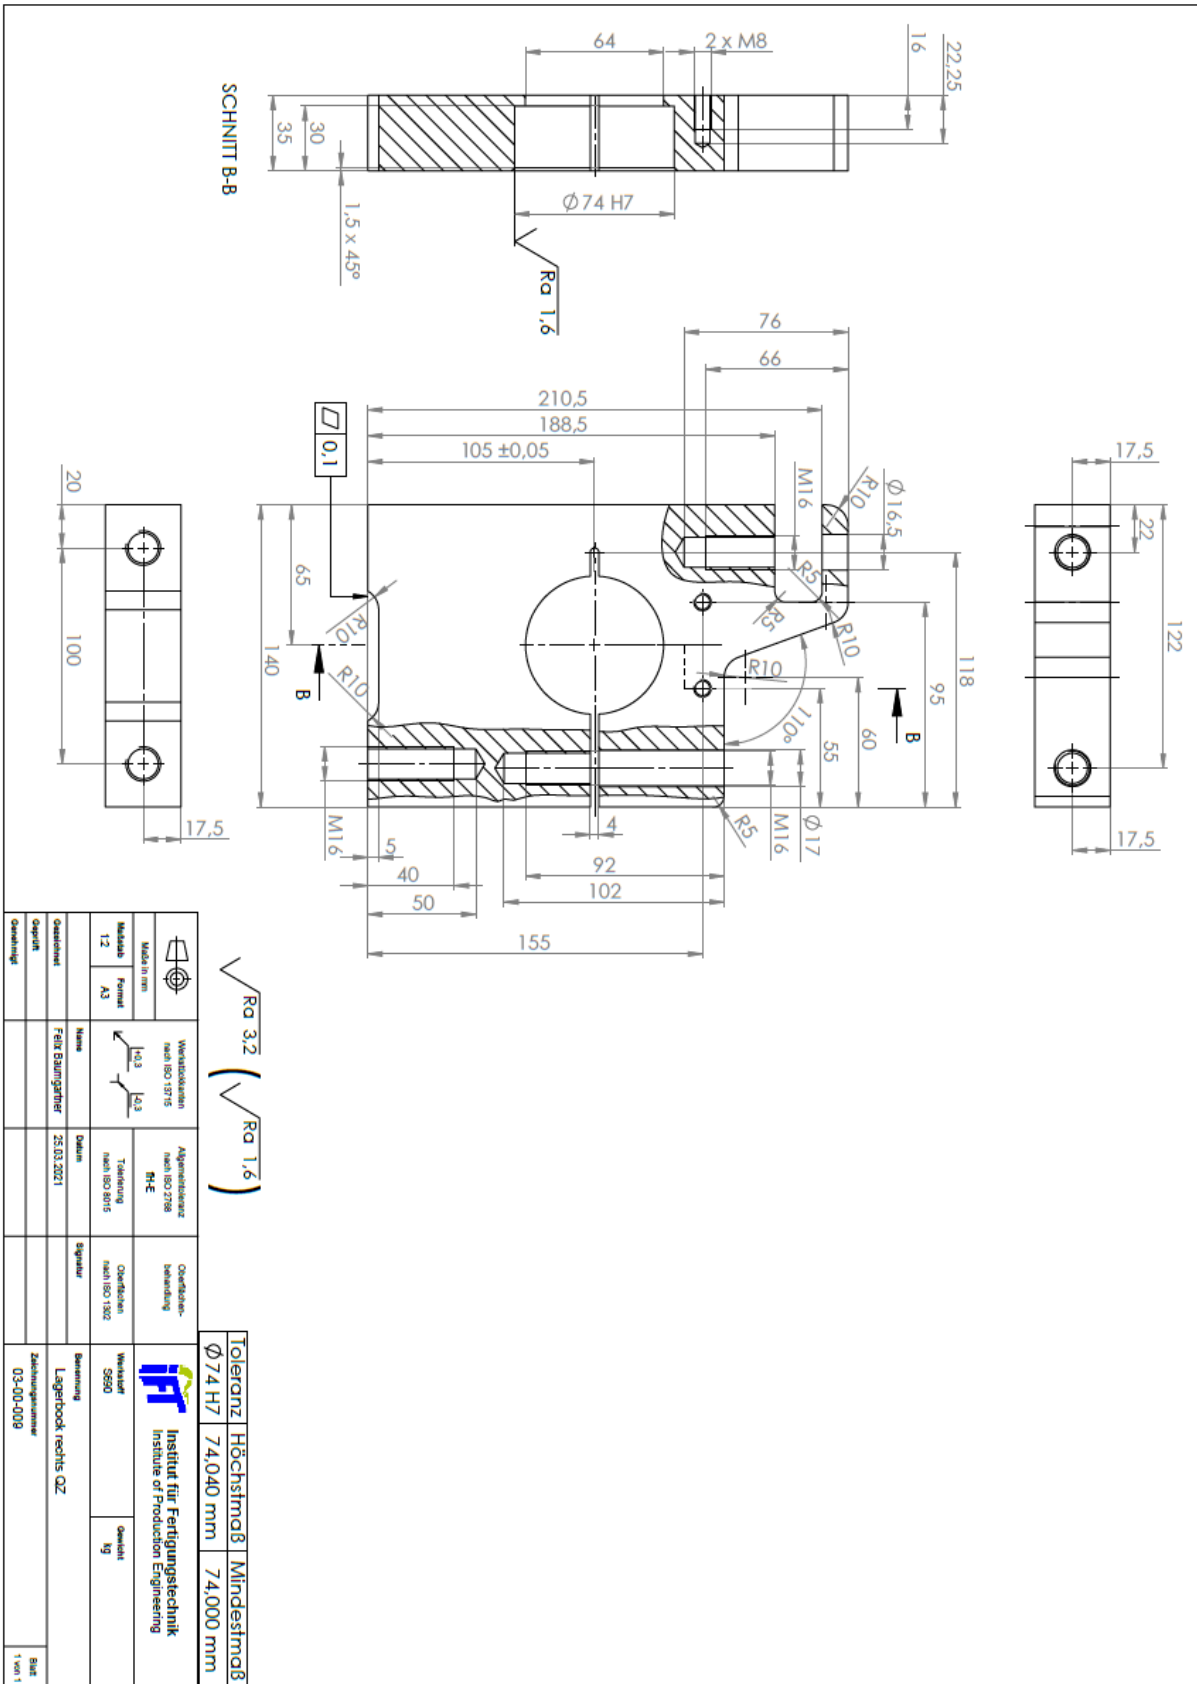 64
2 x M8
16
22,25
SCHNITT B-B
35
30
1,5 x 45°
Ø74 H7
Ra 1,6
76
66
210,5
188,5
105 ±0,05
0,1
M16
Ø16,5
R10
R5
R5
R10
R10
110°
118
95
60
55
B
B
65
140
R10
R10
M16
5
40
50
4
92
102
155
R5
M16
Ø17
17,5
22
122
17,5
20
100
17,5
Ra 3,2 ( Ra 1,6 )
Toleranz Höchstmaß Mindestmaß
Ø74 H7 74,040 mm 74,000 mm
Maße in mm
Maßstab
1:2
Format
A3
Werkstückkanten
nach ISO 13715
+0,3
-0,3
Allgemeintoleranz
nach ISO 2768
fH-E
Tolerierung
nach ISO 8015
Oberflächen-
behandlung
Oberflächen
nach ISO 1302
Name
Datum
Signatur
Gezeichnet
Felix Baumgartner
25.03.2021
Geprüft
Genehmigt
IFT
Institut für Fertigungstechnik
Institute of Production Engineering
Werkstoff
S690
Gewicht
kg
Benennung
Lagerbock rechts QZ
Zeichnungsnummer
03-00-009
Blatt
1 von 1